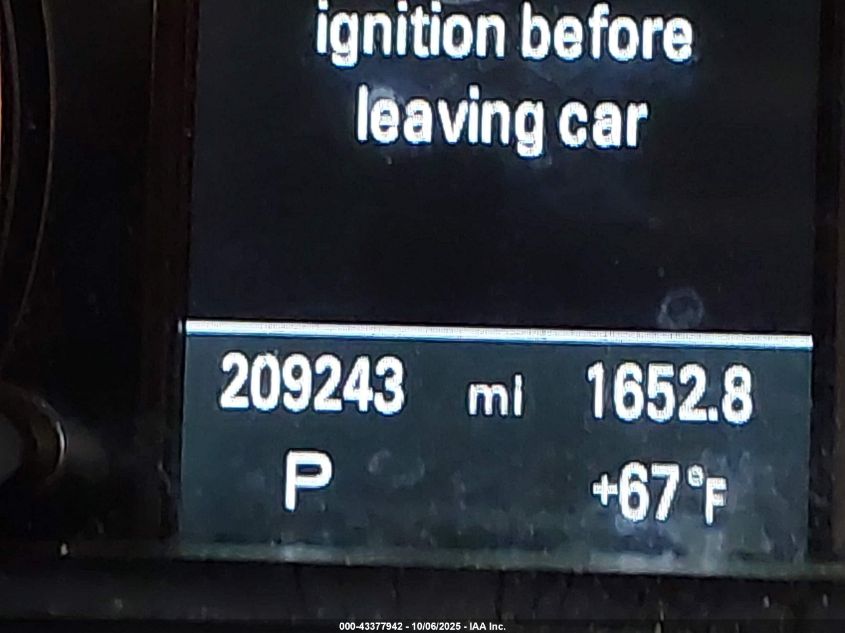 ignition before
leaving car
209243 mi 1652.8
P +67°F
000-43377942 - 10/06/2025 - IAA Inc.